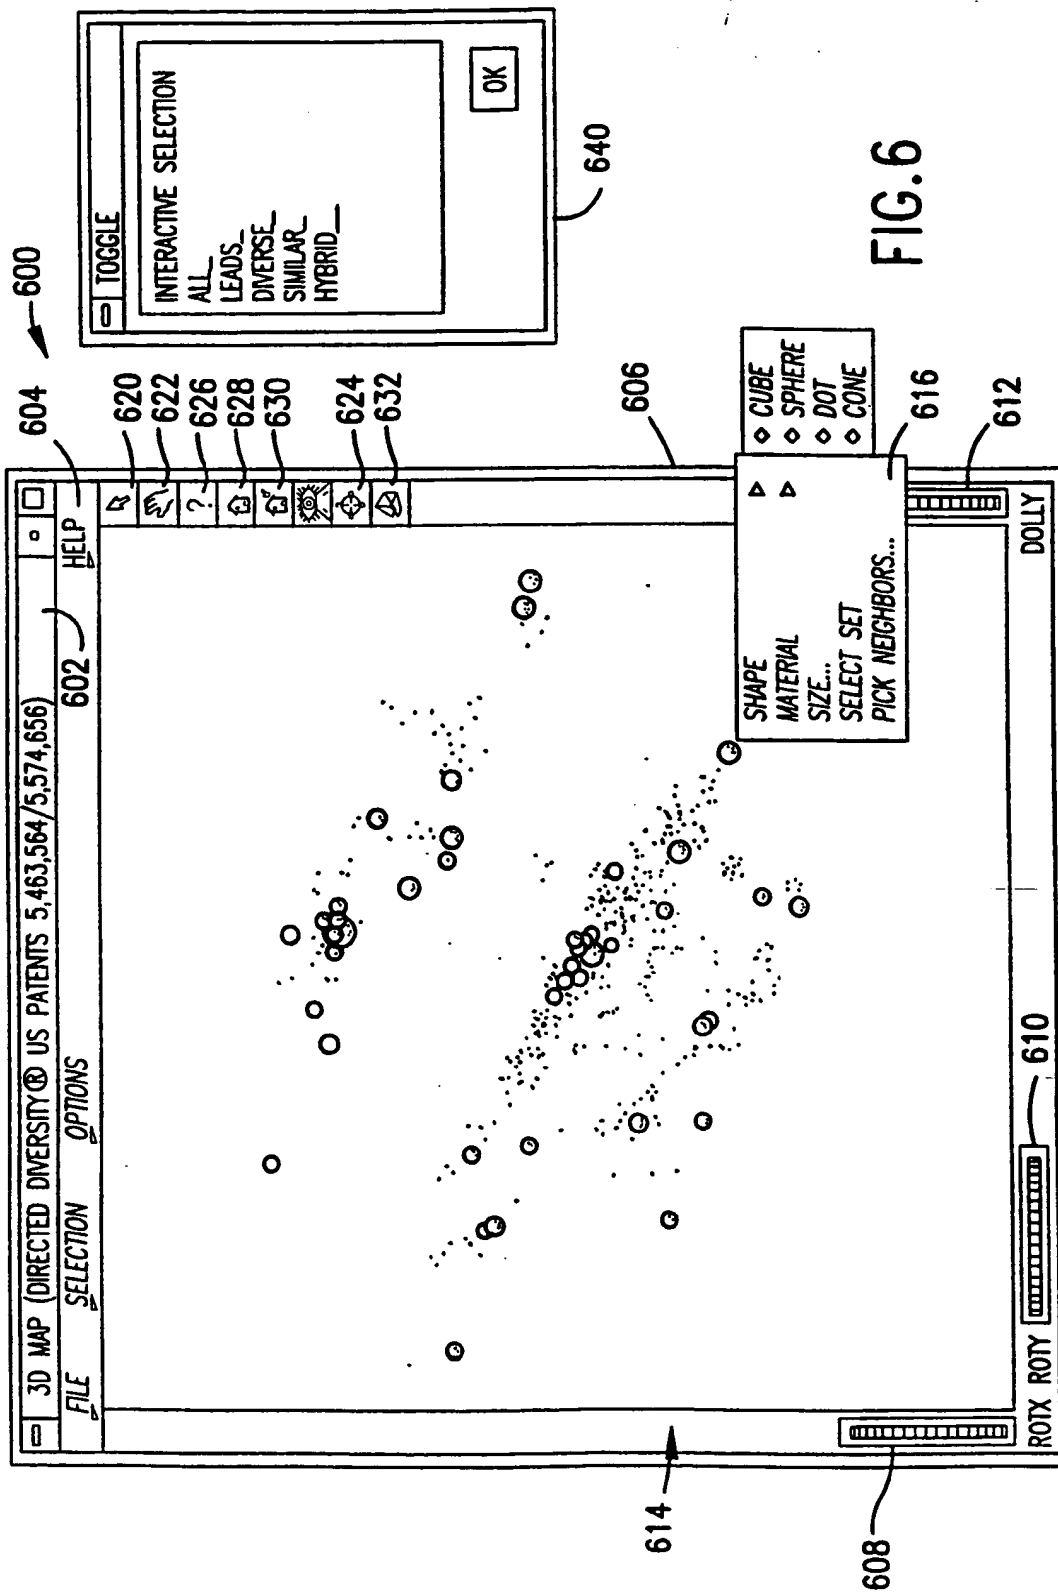 600
TOGGLE
INTERACTIVE SELECTION
ALL_
LEADS_
DIVERSE_
SIMILAR_
HYBRID_
OK
640
3D MAP (DIRECTED DIVERSITY® US PATENTS 5,463,564/5,574,656)
602
604
FILE
SELECTION
OPTIONS
HELP
620
622
?
626
628
630
624
632
606
SHAPE
MATERIAL
SIZE...
SELECT SET
PICK NEIGHBORS...
CUBE
SPHERE
DOT
CONE
616
612
614
608
ROTX ROTY
610
DOLLY
FIG.6